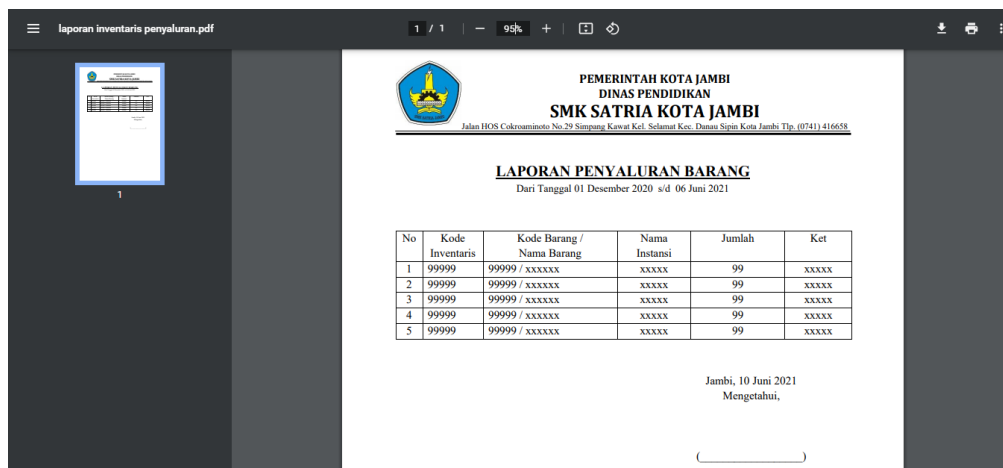 laporan inventaris penyaluran.pdf
1 / 1
95%
1
PEMERINTAH KOTA JAMBI
DINAS PENDIDIKAN
SMK SATRIA KOTA JAMBI
Jalan HOS Cokroaminoto No.29 Simpang Kawat Kel. Selamat Kec. Danau Sipin Kota Jambi Tlp. (0741) 416658
LAPORAN PENYALURAN BARANG
Dari Tanggal 01 Desember 2020 s/d 06 Juni 2021
No Kode Inventaris Kode Barang / Nama Barang Nama Instansi Jumlah Ket
1 99999 99999 / xxxxxx xxxxx 99 xxxxx
2 99999 99999 / xxxxxx xxxxx 99 xxxxx
3 99999 99999 / xxxxxx xxxxx 99 xxxxx
4 99999 99999 / xxxxxx xxxxx 99 xxxxx
5 99999 99999 / xxxxxx xxxxx 99 xxxxx
Jambi, 10 Juni 2021
Mengetahui,
(__________________)